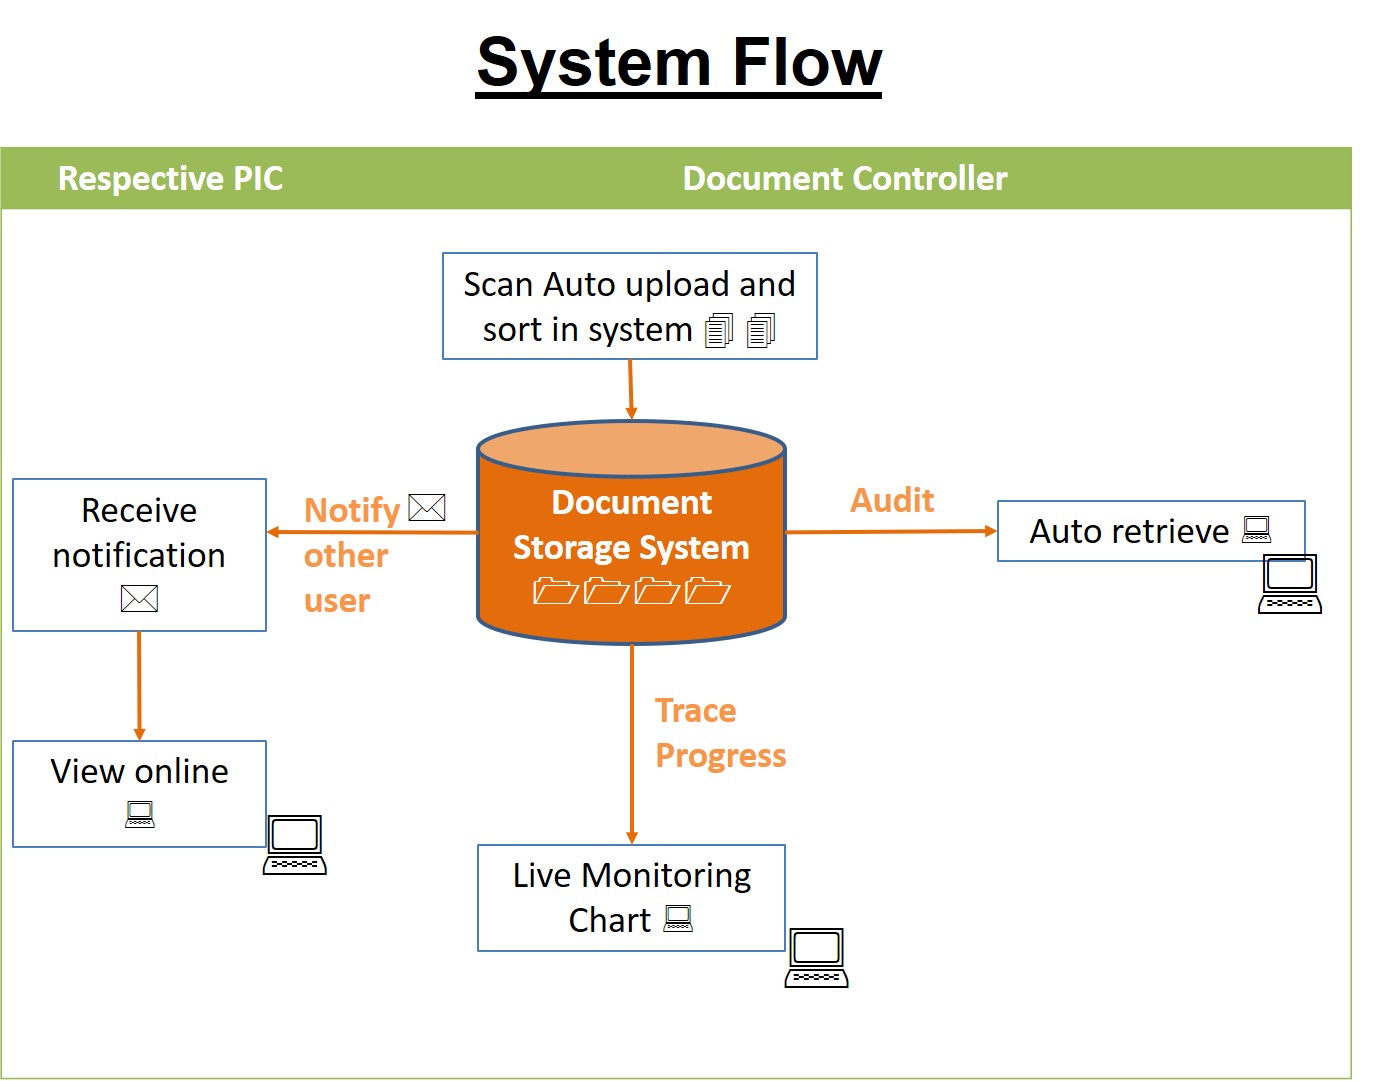 System Flow
Respective PIC
Document Controller
Scan Auto upload and
sort in system
Document
Storage System
Notify
other
user
Receive
notification
View online
Audit
Auto retrieve
Trace
Progress
Live Monitoring
Chart